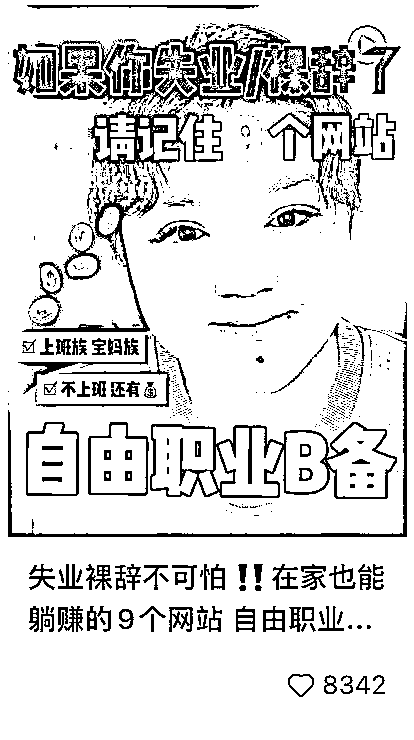 如果你失业/裸辞了
请记住 个网站
☑上班族 宝妈族
☑不上班 还有💰
自由职业B备
失业裸辞不可怕‼️在家也能
躺赚的9个网站 自由职业...
8342